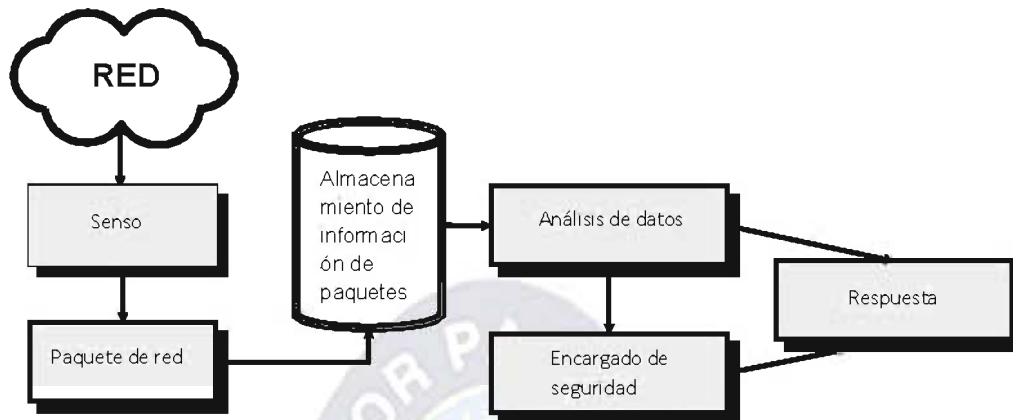 RED
Senso
Paquete de red
Almacena
miento de
informaci
ón de
paquetes
Análisis de datos
Encargado de
seguridad
Respuesta
OR P